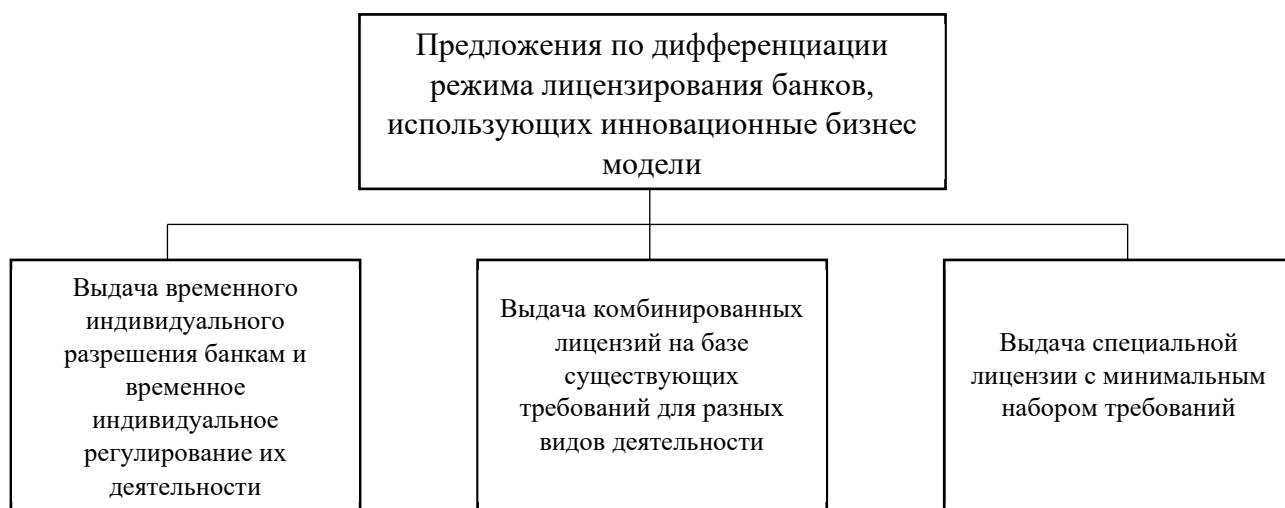 Предложения по дифференциации
режима лицензирования банков,
использующих инновационные бизнес
модели
Выдача временного
индивидуального
разрешения банкам и
временное
индивидуальное
регулирование их
деятельности
Выдача комбинированных
лицензий на базе
существующих
требований для разных
видов деятельности
Выдача специальной
лицензии с минимальным
набором требований